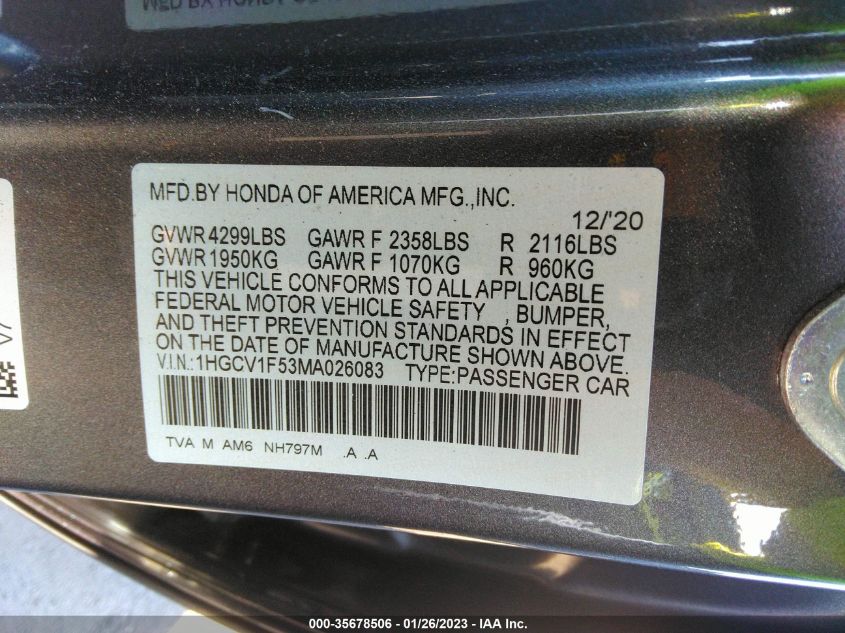 MFD.BY HONDA OF AMERICA MFG.,INC.
12/'20
GVWR 4299LBS GAWR F 2358LBS R 2116LBS
GVWR 1950KG GAWR F 1070KG R 960KG
THIS VEHICLE CONFORMS TO ALL APPLICABLE
FEDERAL MOTOR VEHICLE SAFETY , BUMPER,
AND THEFT PREVENTION STANDARDS IN EFFECT
ON THE DATE OF MANUFACTURE SHOWN ABOVE.
V.I.N.:1HGCV1F53MA026083 TYPE:PASSENGER CAR
TVA M AM6 NH797M .A .A
000-35678506 — 01/26/2023 — IAA Inc.